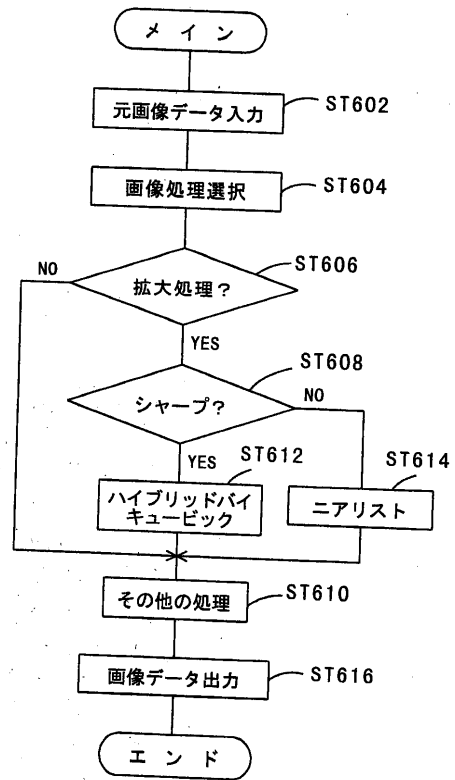 メイン
元画像データ入力
ST602
画像処理選択
ST604
ST606
NO
拡大処理?
YES
ST608
シャープ?
NO
YES
ST612
ST614
ハイブリッドバイ
キュービック
ニアリスト
その他の処理
ST610
画像データ出力
ST616
エンド